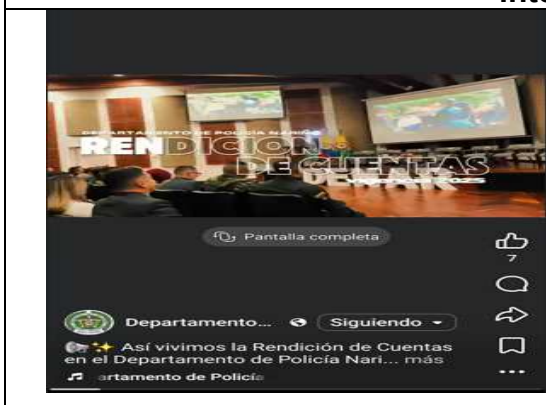 DEPARTAMENTO DE POLICÍA NARIÑO
RENDICIÓN
DE CUENTAS
2025
Pantalla completa
7
Departamento...
Siguiendo
Así vivimos la Rendición de Cuentas
en el Departamento de Policía Nari... más
artamento de Policía